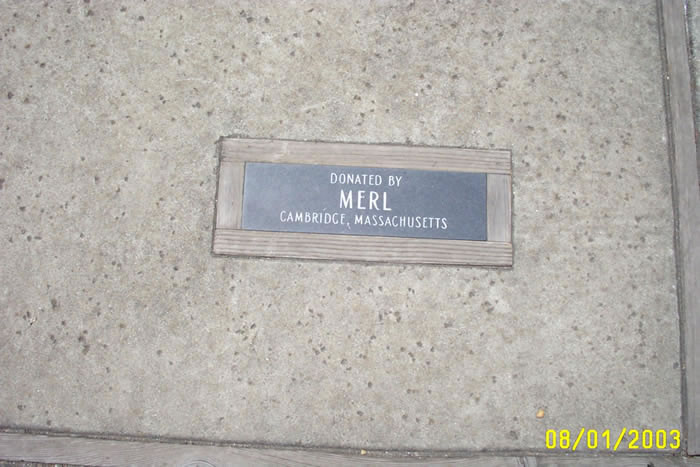 DONATED BY
MERL
CAMBRIDGE, MASSACHUSETTS
08/01/2003